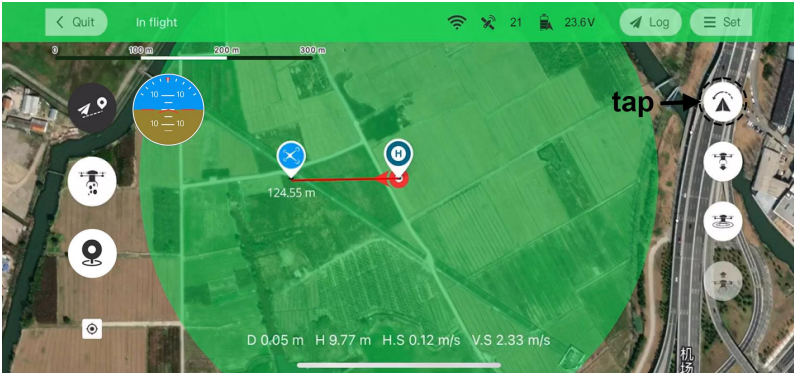 Quit
In flight
21
23.6V
Log
Set
0 100 m 200 m 300 m
10 10
10 10
tap
H
124.55 m
D 0.05 m H 9.77 m H.S 0.12 m/s V.S 2.33 m/s
机场